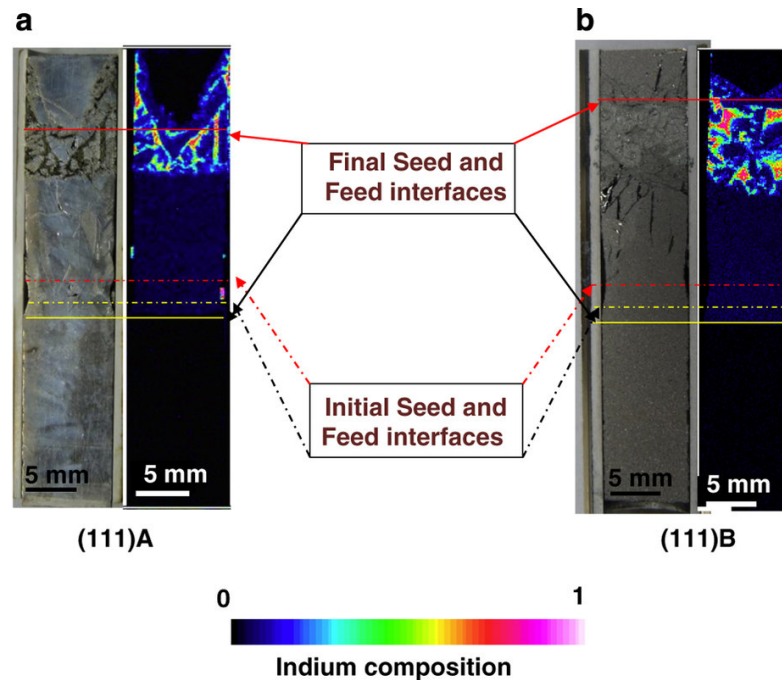 a
b
Final Seed and
Feed interfaces
Initial Seed and
Feed interfaces
5 mm
5 mm
5 mm
5 mm
(111)A
(111)B
0
1
Indium composition